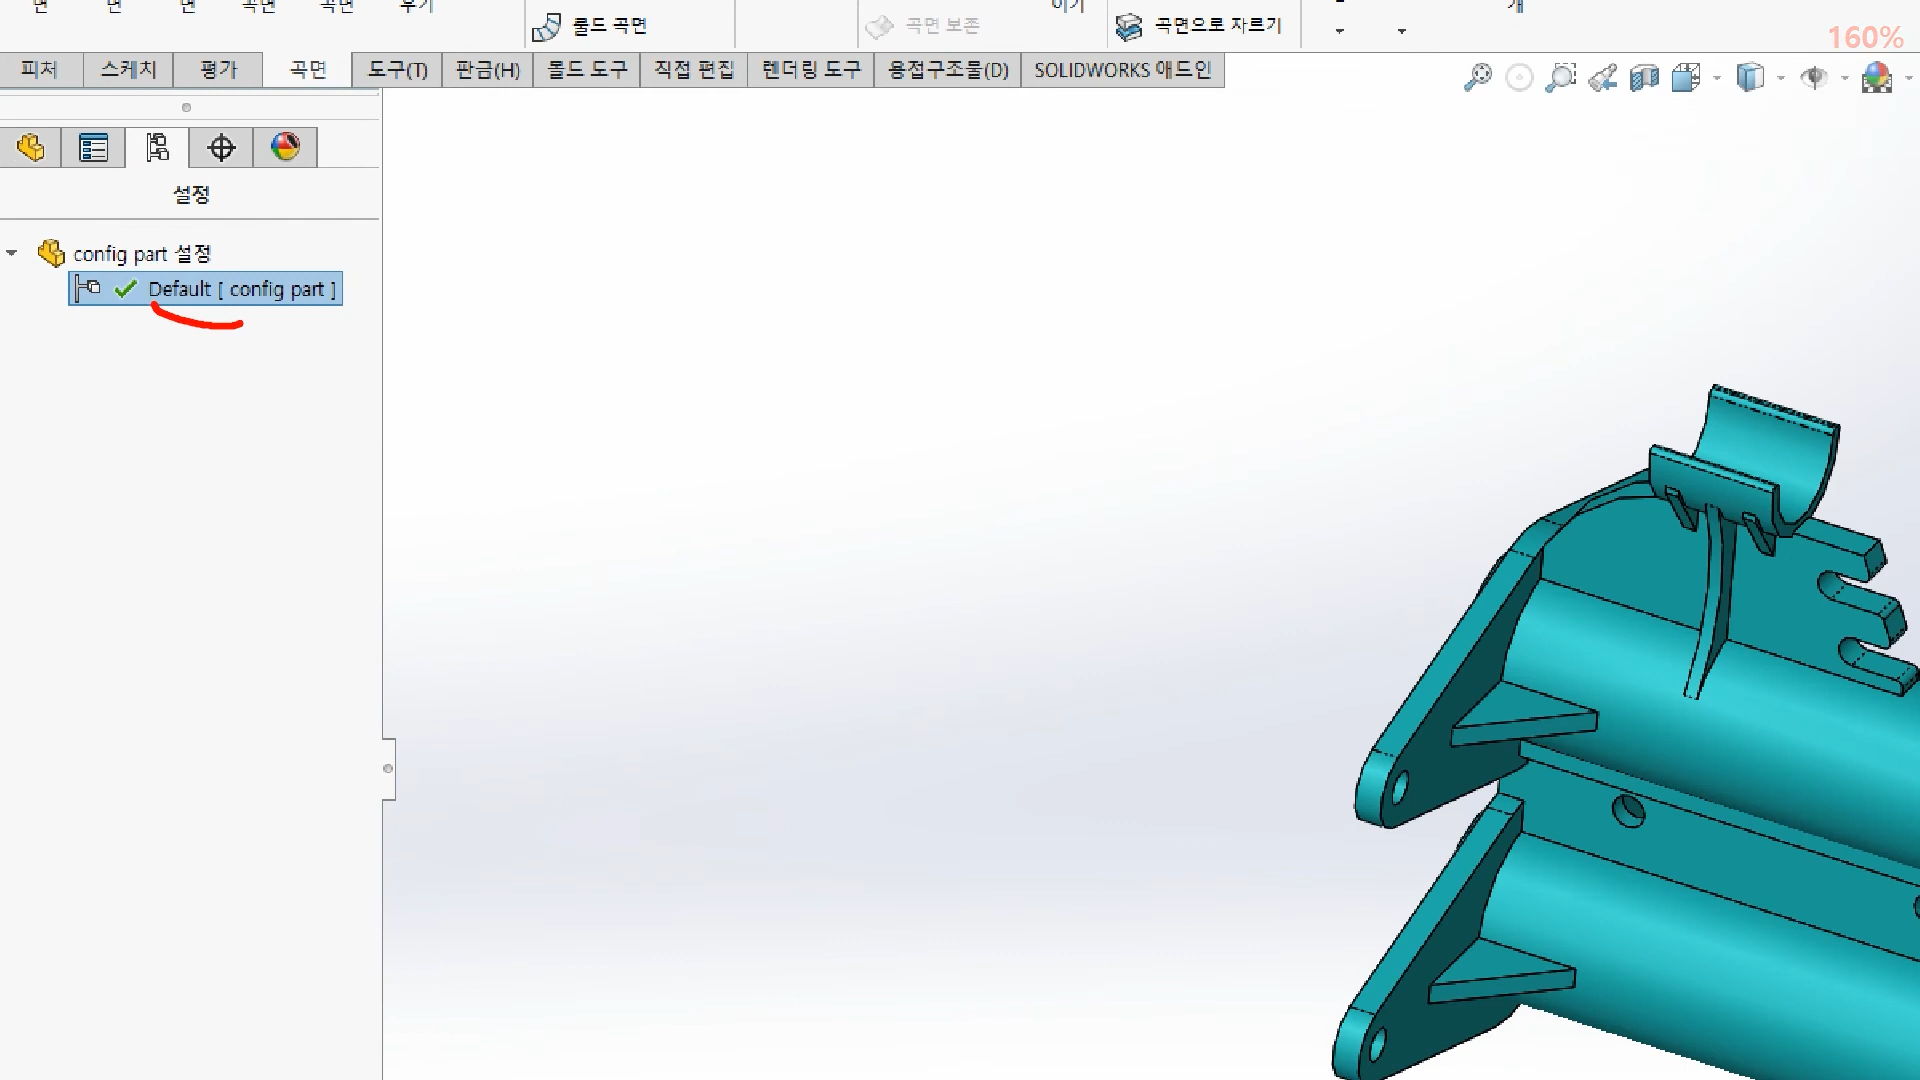 룰드 곡면
곡면 보존
곡면으로 자르기
160%
피처 스케치 평가 곡면 도구(T) 판금(H) 몰드 도구 직접 편집 렌더링 도구 용접구조물(D) SOLIDWORKS 애드인
설정
config part 설정
Default [ config part ]